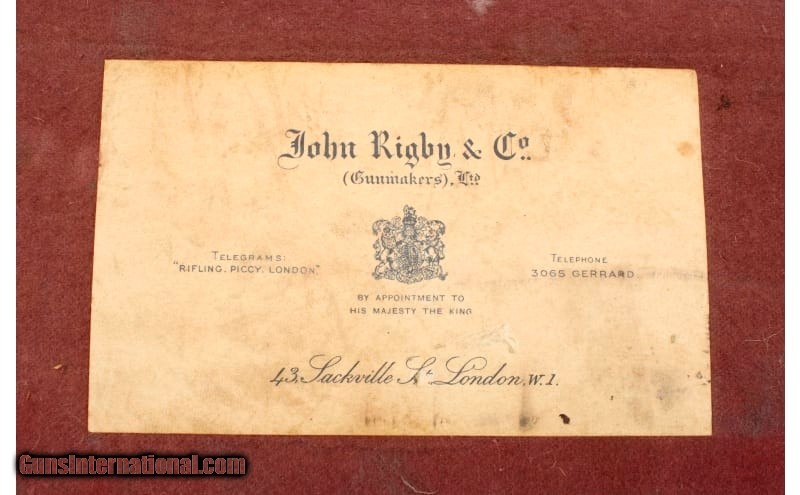 John Rigby & Co.
(Gunmakers), Ltd
TELEGRAMS:
"RIFLING, PICCY, LONDON"
TELEPHONE
3065 GERRARD.
BY APPOINTMENT TO
HIS MAJESTY THE KING
43, Sackville St. London, W.1.
GunsInternational.com